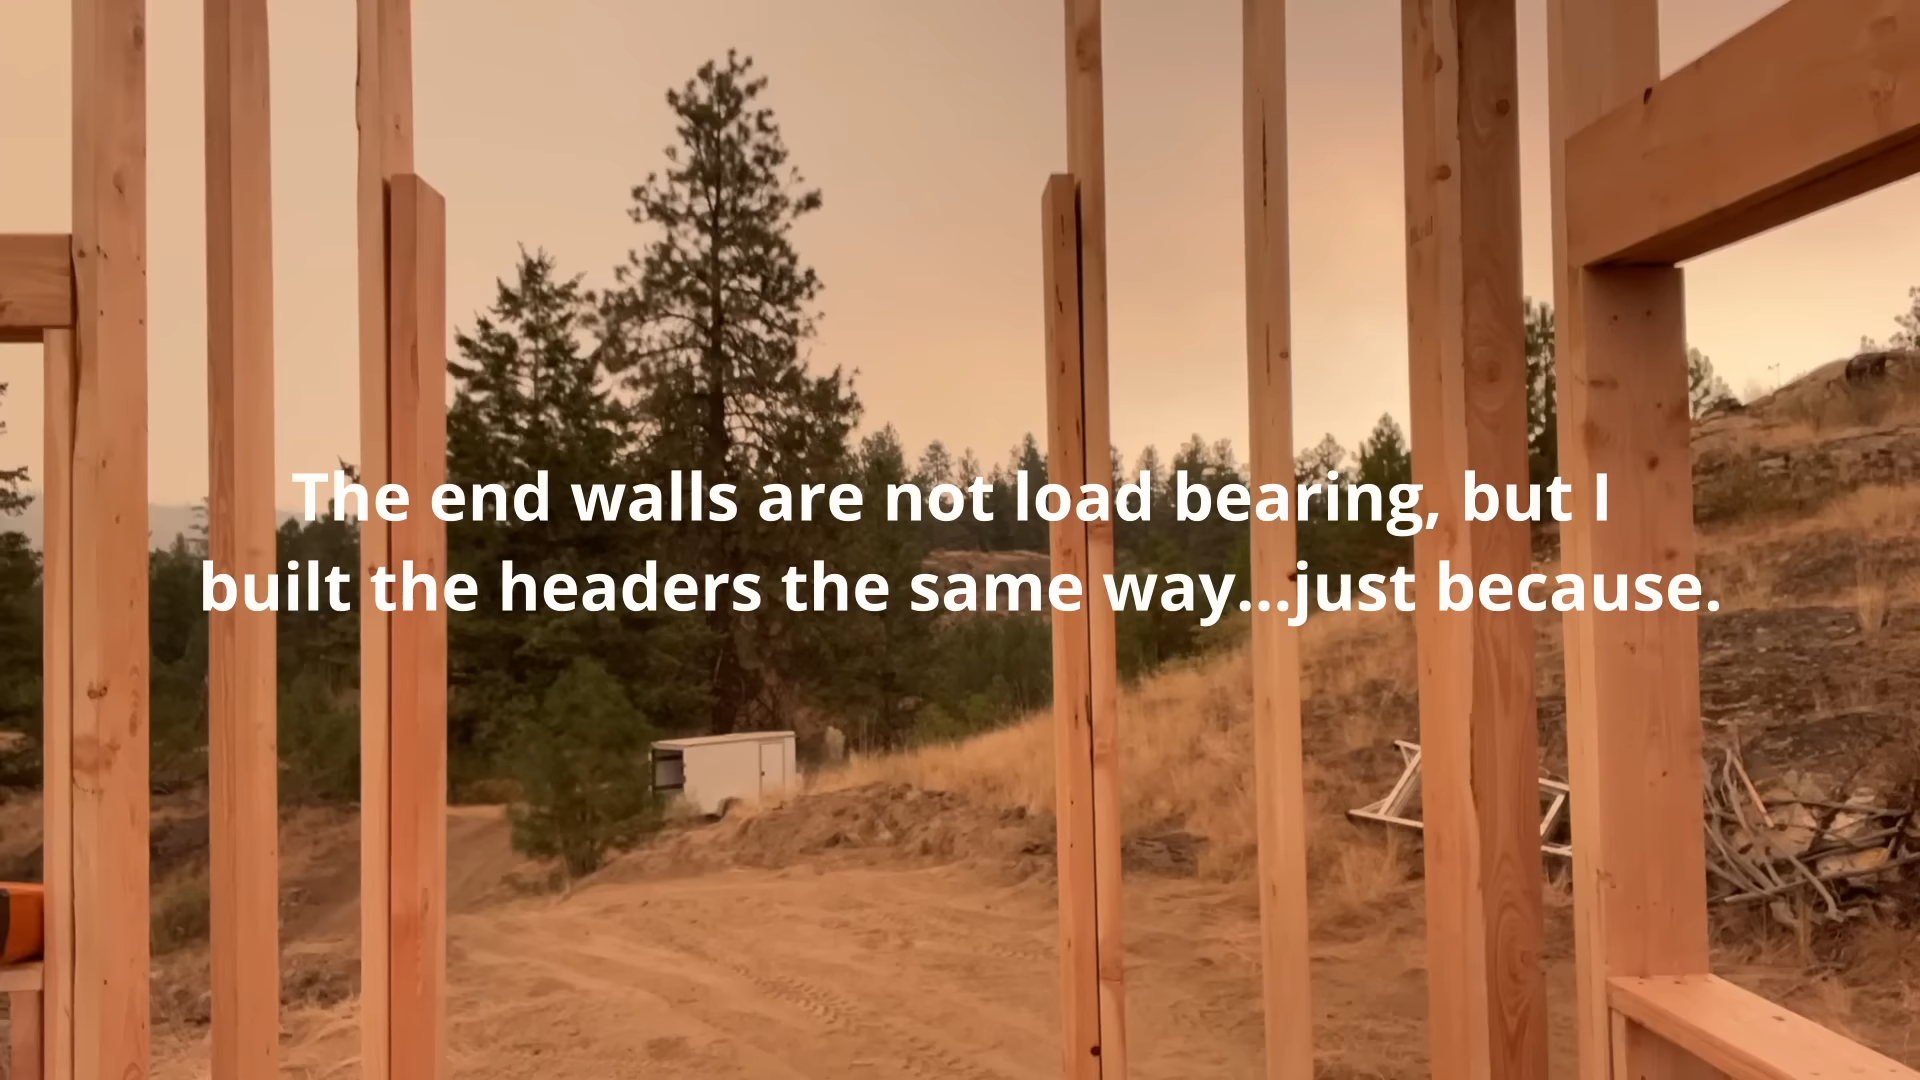 The end walls are not load bearing, but I
built the headers the same way...just because.